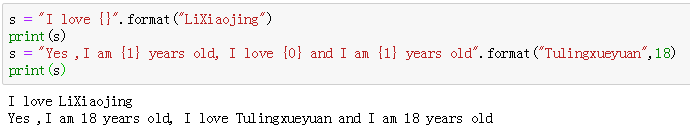 s = "I love {}".format("LiXiaojing")
print(s)
s = "Yes ,I am {1} years old, I love {0} and I am {1} years old".format("Tulingxueyuan",18)
print(s)
I love LiXiaojing
Yes ,I am 18 years old, I love Tulingxueyuan and I am 18 years old